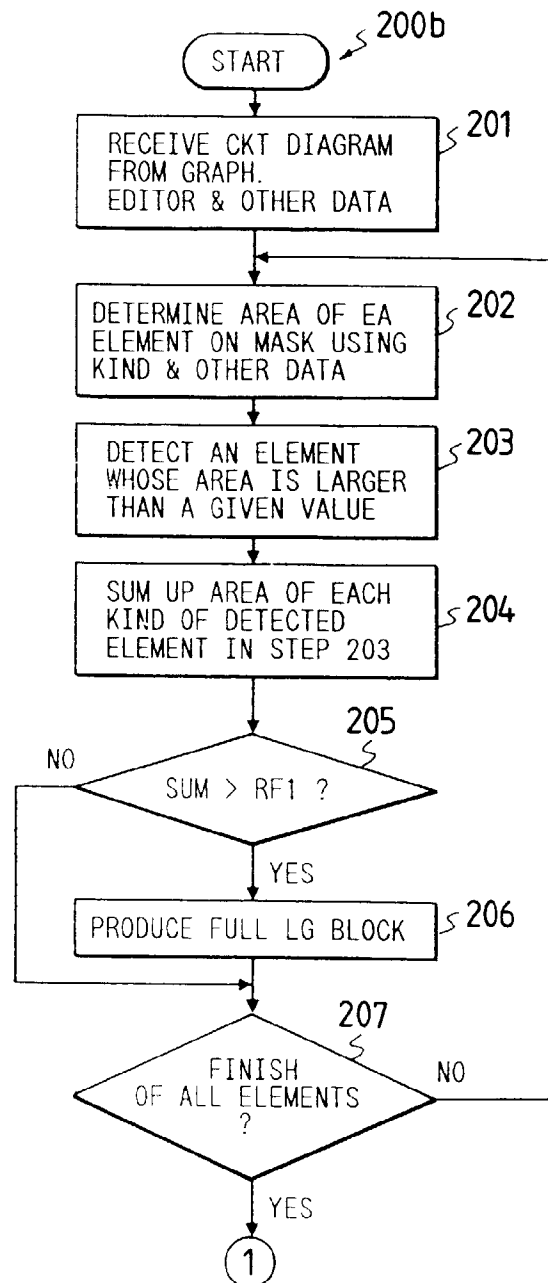 200b
START
201
RECEIVE CKT DIAGRAM
FROM GRAPH.
EDITOR & OTHER DATA
202
DETERMINE AREA OF EA
ELEMENT ON MASK USING
KIND & OTHER DATA
203
DETECT AN ELEMENT
WHOSE AREA IS LARGER
THAN A GIVEN VALUE
204
SUM UP AREA OF EACH
KIND OF DETECTED
ELEMENT IN STEP 203
205
NO
SUM > RF1 ?
YES
206
PRODUCE FULL LG BLOCK
207
FINISH
OF ALL ELEMENTS
?
NO
YES
1